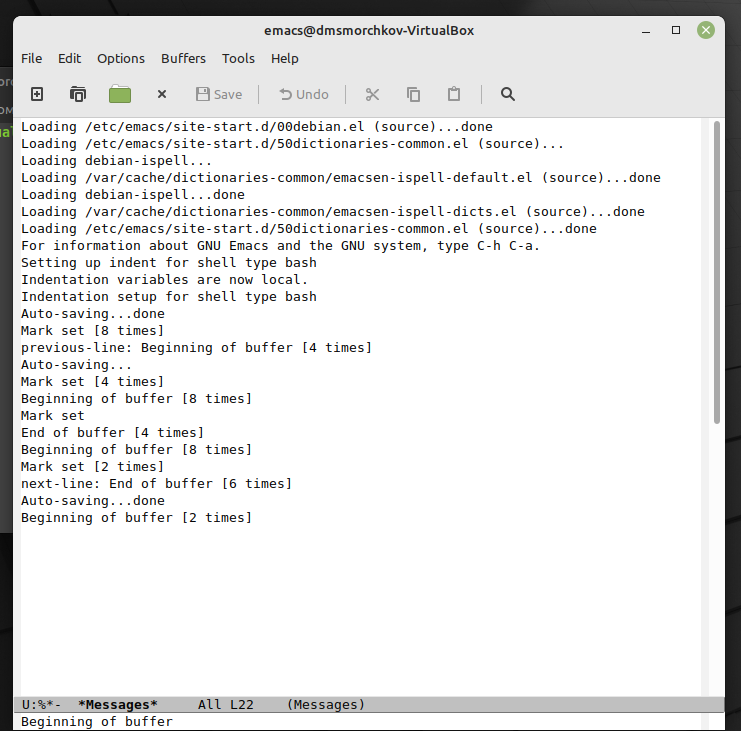 emacs@dmsmorchkov-VirtualBox
File Edit Options Buffers Tools Help
Save Undo
Loading /etc/emacs/site-start.d/00debian.el (source)...done
Loading /etc/emacs/site-start.d/50dictionaries-common.el (source)...
Loading debian-ispell...
Loading /var/cache/dictionaries-common/emacsen-ispell-default.el (source)...done
Loading debian-ispell...done
Loading /var/cache/dictionaries-common/emacsen-ispell-dicts.el (source)...done
Loading /etc/emacs/site-start.d/50dictionaries-common.el (source)...done
For information about GNU Emacs and the GNU system, type C-h C-a.
Setting up indent for shell type bash
Indentation variables are now local.
Indentation setup for shell type bash
Auto-saving...done
Mark set [8 times]
previous-line: Beginning of buffer [4 times]
Auto-saving...
Mark set [4 times]
Beginning of buffer [8 times]
Mark set
End of buffer [4 times]
Beginning of buffer [8 times]
Mark set [2 times]
next-line: End of buffer [6 times]
Auto-saving...done
Beginning of buffer [2 times]
U:%*- *Messages* All L22 (Messages)
Beginning of buffer